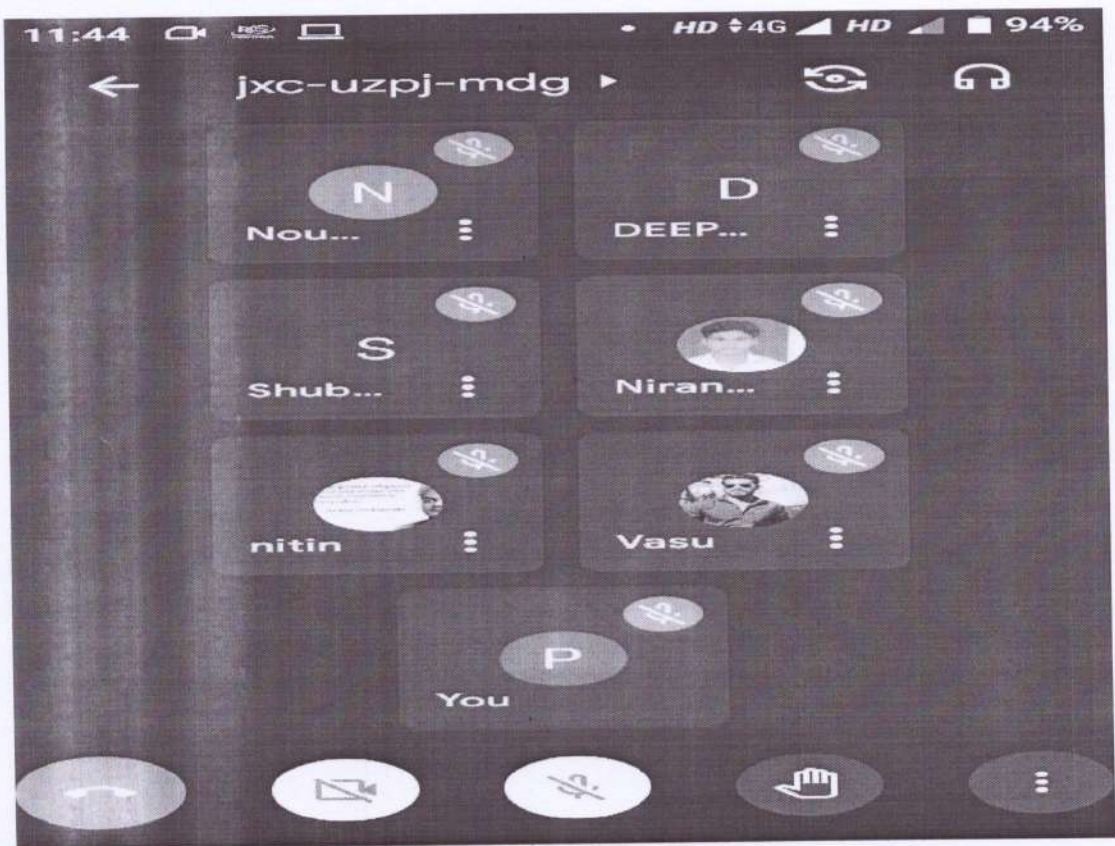 11:44 HD 4G HD 94%
jxc-uzpj-mdg
N D
Nou... DEEP...
S
Shub... Niran...
nitin Vasu
P
You